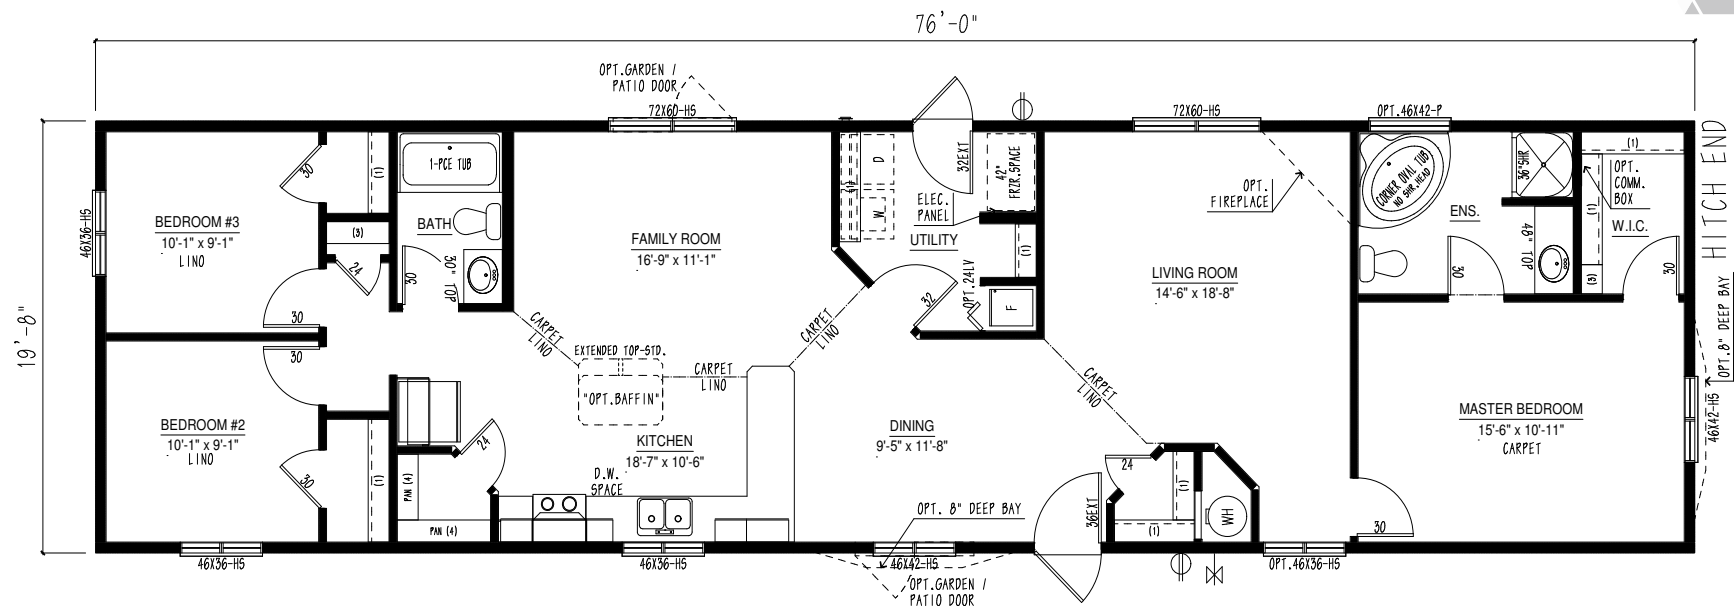 76'-0"
OPT.GARDEN /
PATIO DOOR
72X60-HS
72X60-HS
OPT.46X42-P
HITCH END
19'-8"
46X36-HS
BEDROOM #3
10'-1" x 9'-1"
LINO
30
(1)
(3)
24
30
1-PCE TUB
BATH
30
30" TOP
FAMILY ROOM
16'-9" x 11'-1"
D
W
32EXT
42"
FRZR.SPACE
ELEC.
PANEL
UTILITY
(1)
OPT.24LV
32
F
OPT.
FIREPLACE
LIVING ROOM
14'-6" x 18'-8"
CORNER OVAL TUB
NO SHR.HEAD
36"SHR
ENS.
30
48" TOP
(1)
OPT.
COMM.
BOX
(1)
W.I.C.
(3)
30
OPT.8" DEEP BAY
46X42-HS
CARPET
LINO
EXTENDED TOP-STD.
"OPT.BAFFIN"
CARPET
LINO
CARPET
LINO
CARPET
LINO
30
BEDROOM #2
10'-1" x 9'-1"
LINO
30
(1)
24
PAN (4)
PAN (4)
KITCHEN
18'-7" x 10'-6"
D.W.
SPACE
DINING
9'-5" x 11'-8"
OPT. 8" DEEP BAY
36EXT
24
(1)
(1)
WH
MASTER BEDROOM
15'-6" x 10'-11"
CARPET
30
46X36-HS
46X36-HS
46X42-HS
OPT.GARDEN /
PATIO DOOR
OPT.46X36-HS